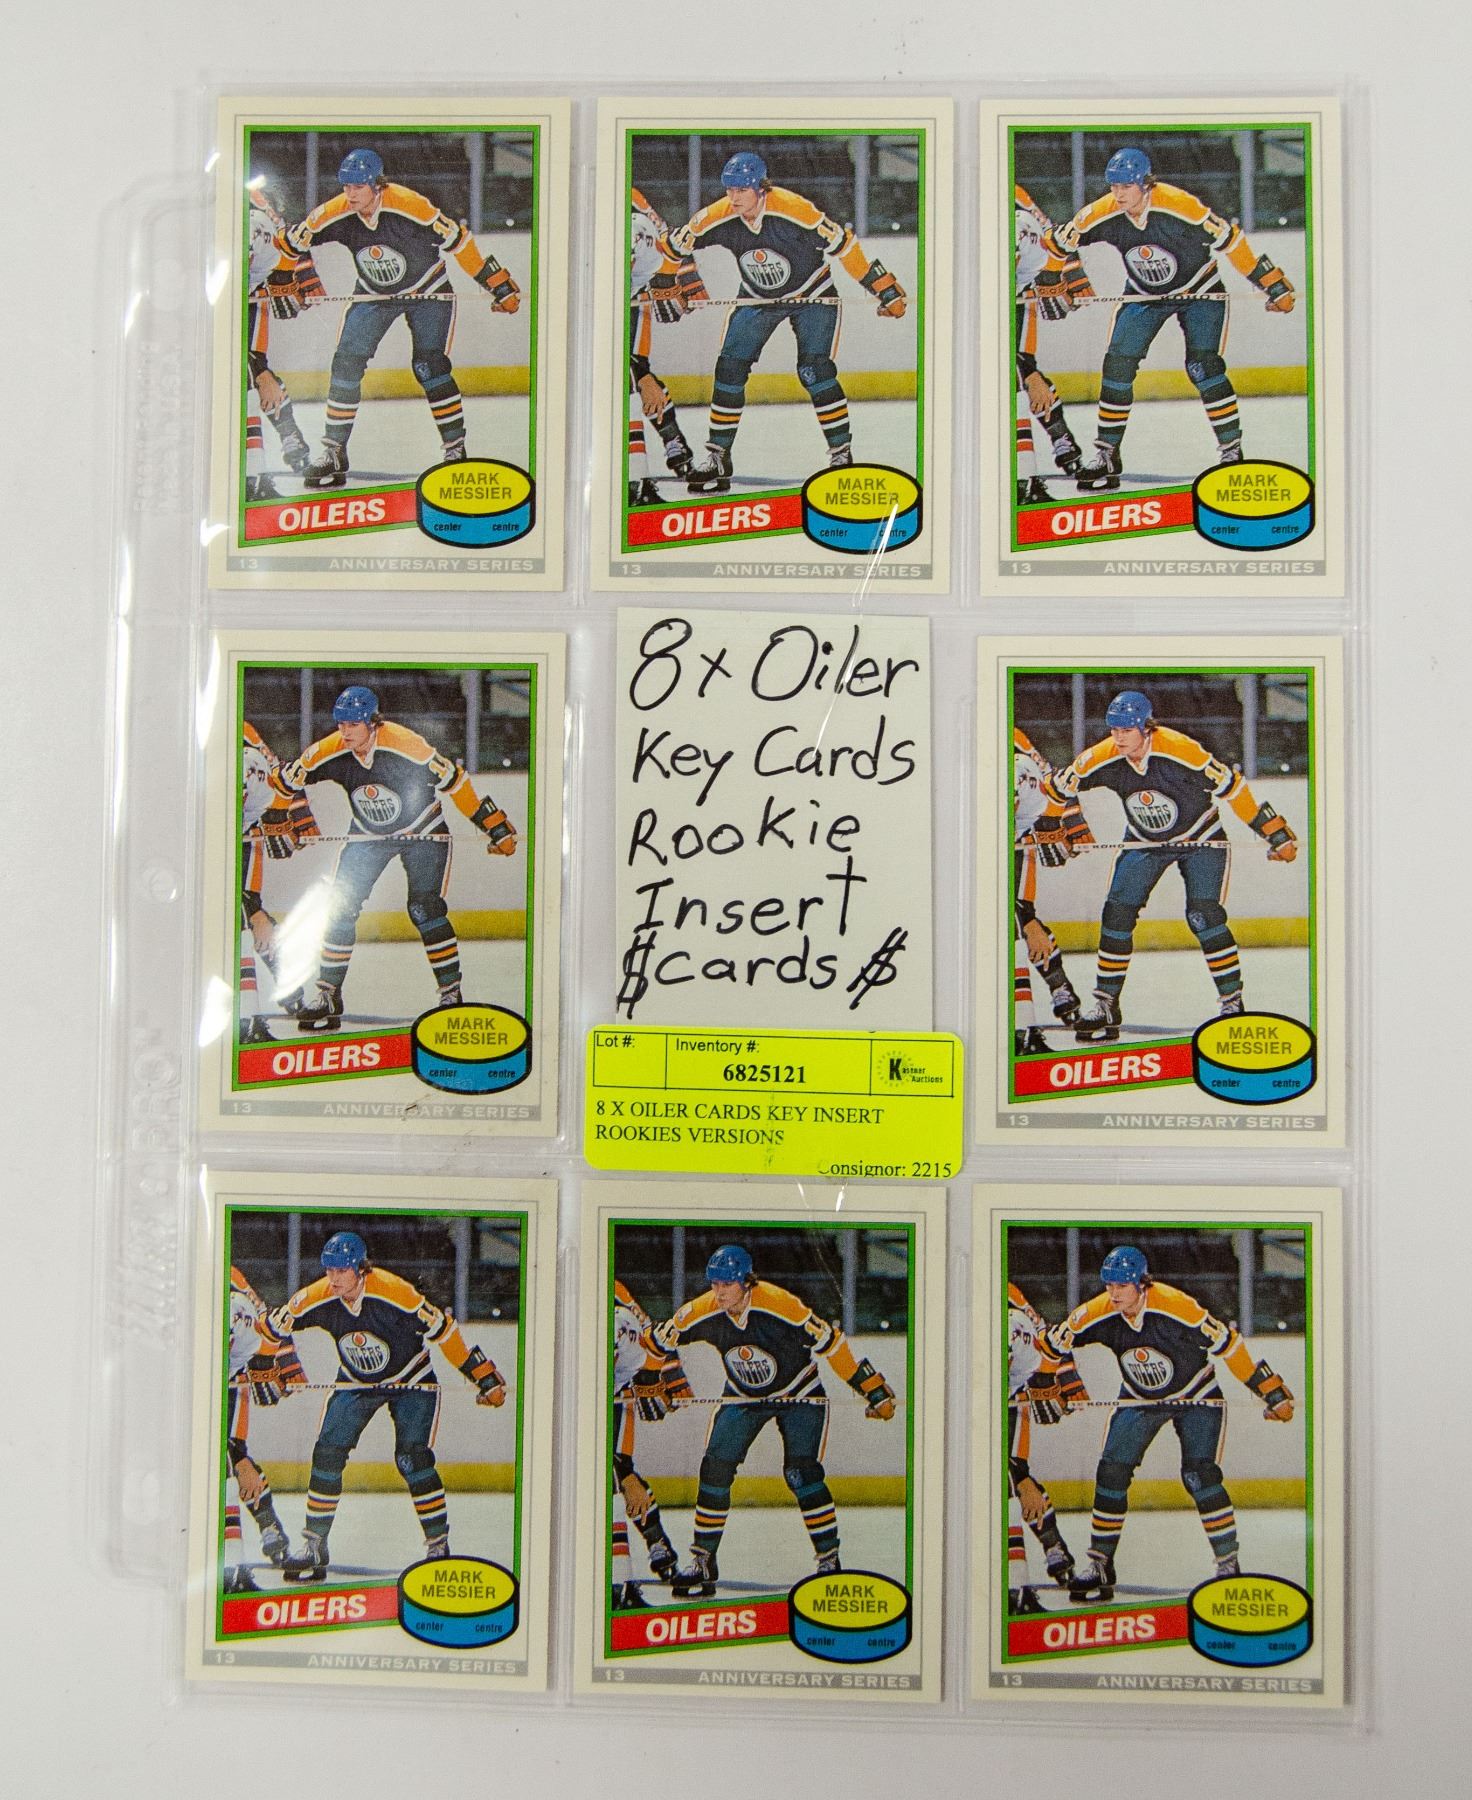 MARK
MESSIER
OILERS
center centre
13 ANNIVERSARY SERIES
MARK
MESSIER
OILERS
center centre
13 ANNIVERSARY SERIES
MARK
MESSIER
OILERS
center centre
13 ANNIVERSARY SERIES
MARK
MESSIER
OILERS
center centre
13 ANNIVERSARY SERIES
8x Oiler
Key Cards
Rookie
Insert
$cards$
Lot #: Inventory #:
6825121
Kastner
Auctions
8 X OILER CARDS KEY INSERT
ROOKIES VERSIONS
Consignor: 2215
MARK
MESSIER
OILERS
center centre
13 ANNIVERSARY SERIES
MARK
MESSIER
OILERS
center centre
13 ANNIVERSARY SERIES
MARK
MESSIER
OILERS
center centre
13 ANNIVERSARY SERIES
MARK
MESSIER
OILERS
center centre
13 ANNIVERSARY SERIES